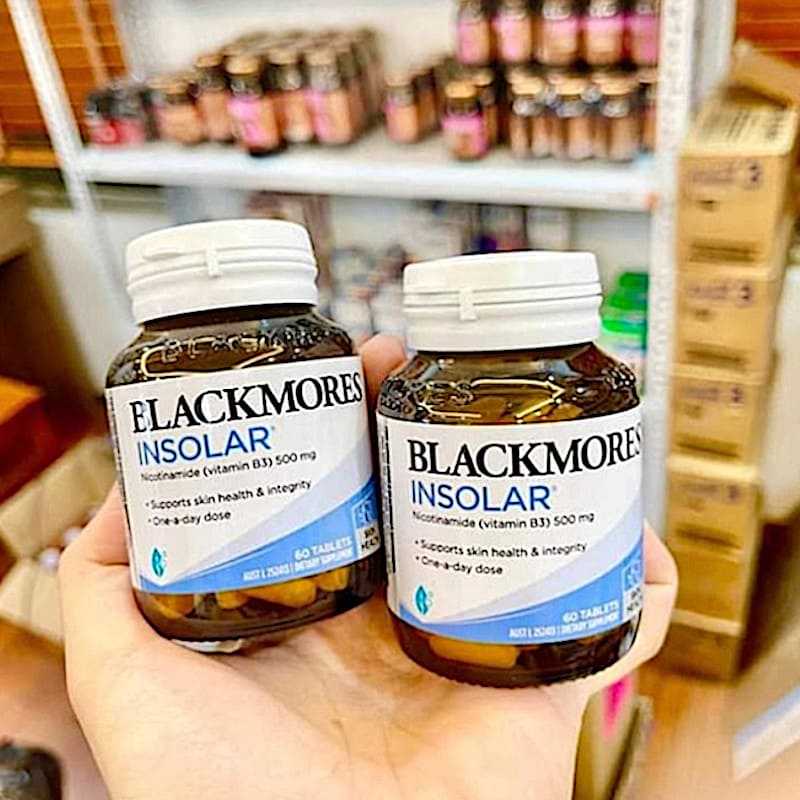 BLACKMORES
INSOLAR®
Nicotinamide (vitamin B3) 500 mg
• Supports skin health & integrity
• One-a-day dose
60 TABLETS
AUST L 252403 | DIETARY SUPPLEMENT
BLACKMORES
INSOLAR®
Nicotinamide (vitamin B3) 500 mg
• Supports skin health & integrity
• One-a-day dose
60 TABLETS
AUST L 252403 | DIETARY SUPPLEMENT